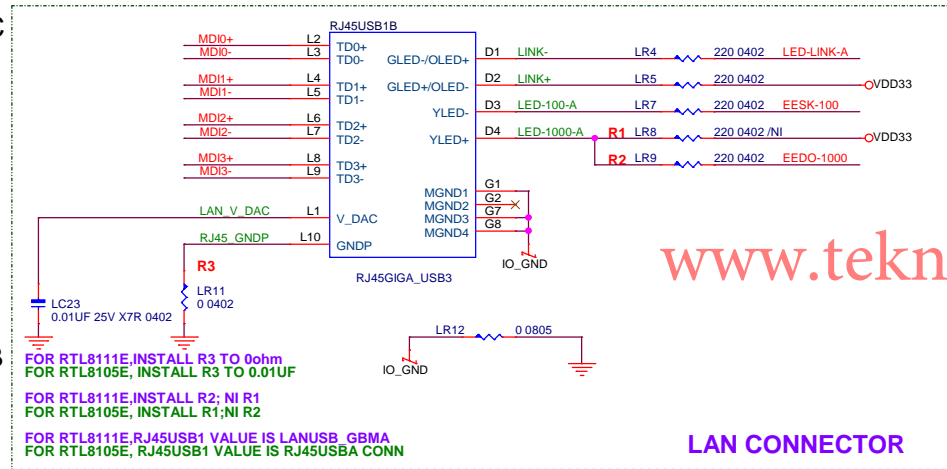 C
RJ45USB1B
MDI0+ L2 TD0+
MDI0- L3 TD0-
GLED-/OLED+ D1 LINK- LR4 220 0402 LED-LINK-A
MDI1+ L4 TD1+
MDI1- L5 TD1-
GLED+/OLED- D2 LINK+ LR5 220 0402 VDD33
YLED- D3 LED-100-A LR7 220 0402 EESK-100
MDI2+ L6 TD2+
MDI2- L7 TD2-
YLED+ D4 LED-1000-A R1 LR8 220 0402 /NI VDD33
R2 LR9 220 0402 EEDO-1000
MDI3+ L8 TD3+
MDI3- L9 TD3-
MGND1 G1
MGND2 G2
MGND3 G7
MGND4 G8
LAN_V_DAC L1 V_DAC
RJ45_GNDP L10 GNDP
IO_GND
RJ45GIGA_USB3
www.tekn
R3
LR11
0 0402
LC23
0.01UF 25V X7R 0402
LR12 0 0805
IO_GND
B
FOR RTL8111E,INSTALL R3 TO 0ohm
FOR RTL8105E, INSTALL R3 TO 0.01UF
FOR RTL8111E,INSTALL R2; NI R1
FOR RTL8105E, INSTALL R1;NI R2
FOR RTL8111E,RJ45USB1 VALUE IS LANUSB_GBMA
FOR RTL8105E, RJ45USB1 VALUE IS RJ45USBA CONN
LAN CONNECTOR